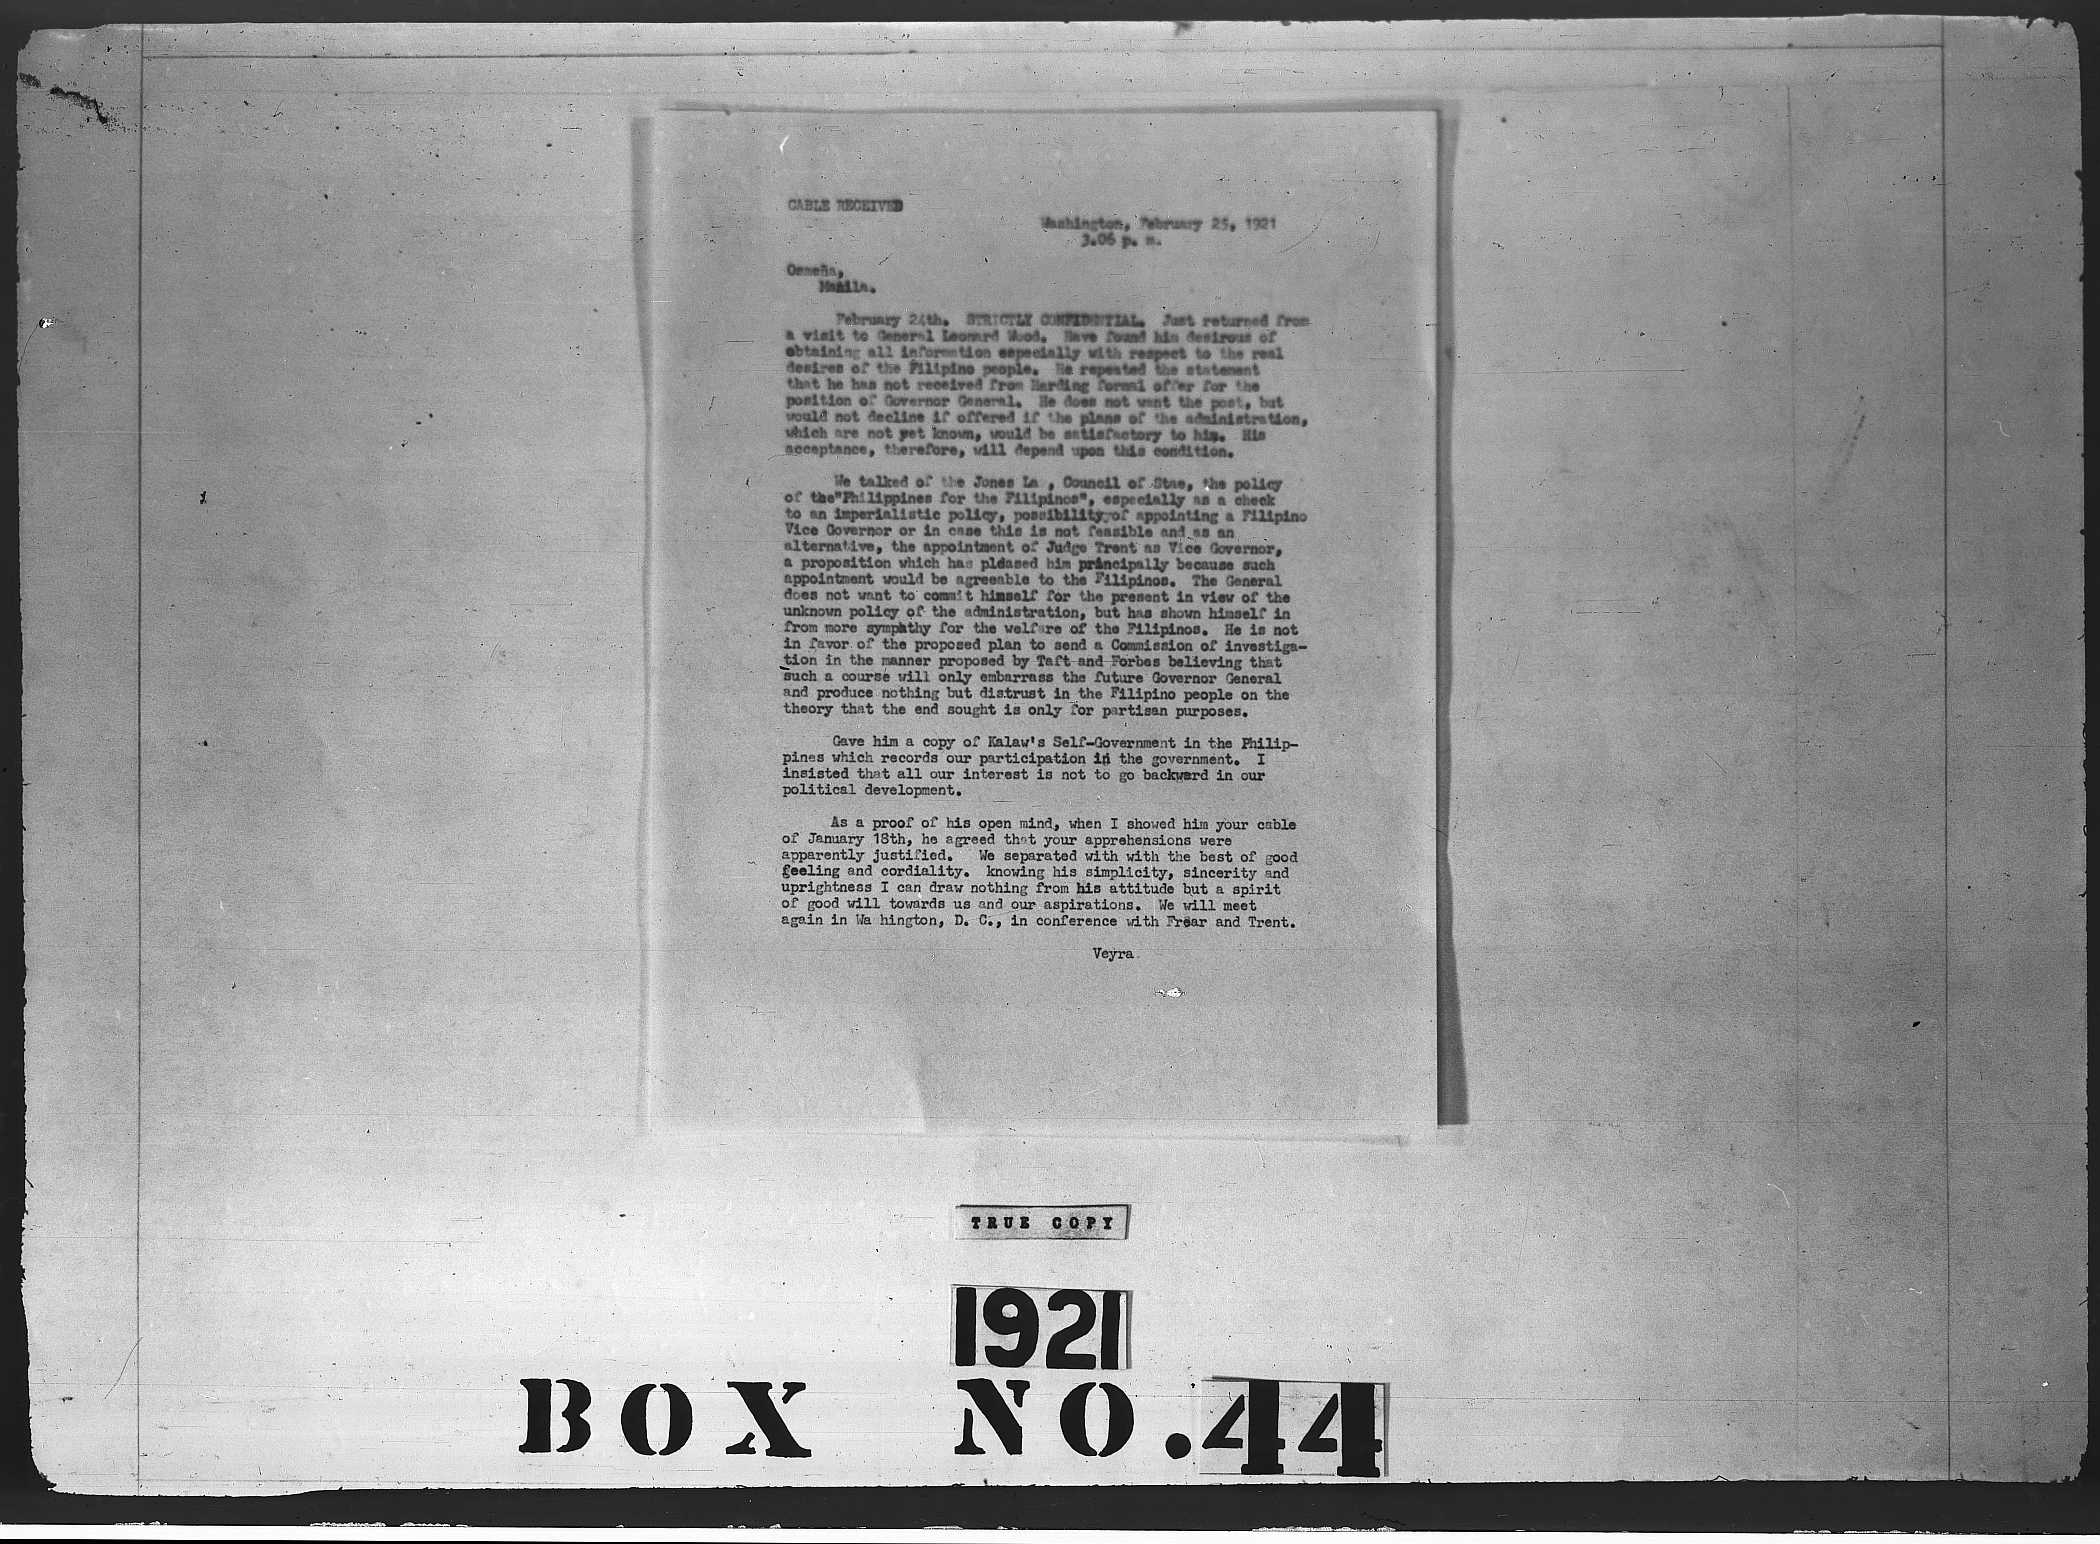 CABLE RECEIVED
Washington, February 25, 1921
3.06 p. m.
Osmeña,
Manila.
February 24th. STRICTLY CONFIDENTIAL. Just returned from
a visit to General Leonard Wood. Have found him desirous of
obtaining all information especially with respect to the real
desires of the Filipino people. He repeated the statement
that he has not received from Harding formal offer for the
position of Governor General. He does not want the post, but
would not decline if offered if the plans of the administration,
which are not yet known, would be satisfactory to him. His
acceptance, therefore, will depend upon this condition.
We talked of the Jones La , Council of Stae, the policy
of the"Philippines for the Filipinos", especially as a check
to an imperialistic policy, possibility of appointing a Filipino
Vice Governor or in case this is not feasible and as an
alternative, the appointment of Judge Trent as Vice Governor,
a proposition which has pleased him principally because such
appointment would be agreeable to the Filipinos. The General
does not want to commit himself for the present in view of the
unknown policy of the administration, but has shown himself in
from more sympathy for the welfare of the Filipinos. He is not
in favor of the proposed plan to send a Commission of investiga-
tion in the manner proposed by Taft and Forbes believing that
such a course will only embarrass the future Governor General
and produce nothing but distrust in the Filipino people on the
theory that the end sought is only for partisan purposes.
Gave him a copy of Kalaw's Self-Government in the Philip-
pines which records our participation in the government. I
insisted that all our interest is not to go backward in our
political development.
As a proof of his open mind, when I showed him your cable
of January 18th, he agreed that your apprehensions were
apparently justified. We separated with with the best of good
feeling and cordiality. knowing his simplicity, sincerity and
uprightness I can draw nothing from his attitude but a spirit
of good will towards us and our aspirations. We will meet
again in Wa hington, D. C., in conference with Frear and Trent.
Veyra
TRUE COPY
1921
BOX NO. 44